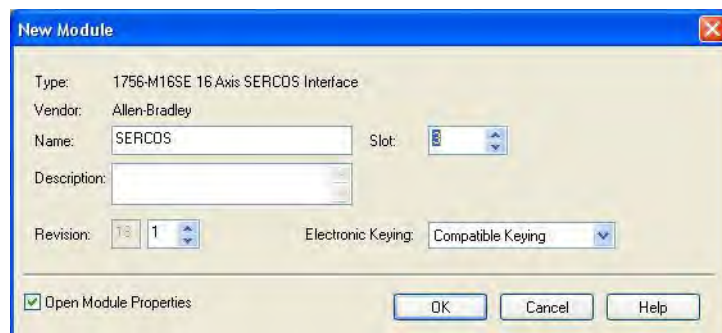 New Module
Type: 1756-M16SE 16 Axis SERCOS Interface
Vendor: Allen-Bradley
Name: SERCOS Slot: 3
Description:
Revision: 1 Electronic Keying: Compatible Keying
Open Module Properties OK Cancel Help